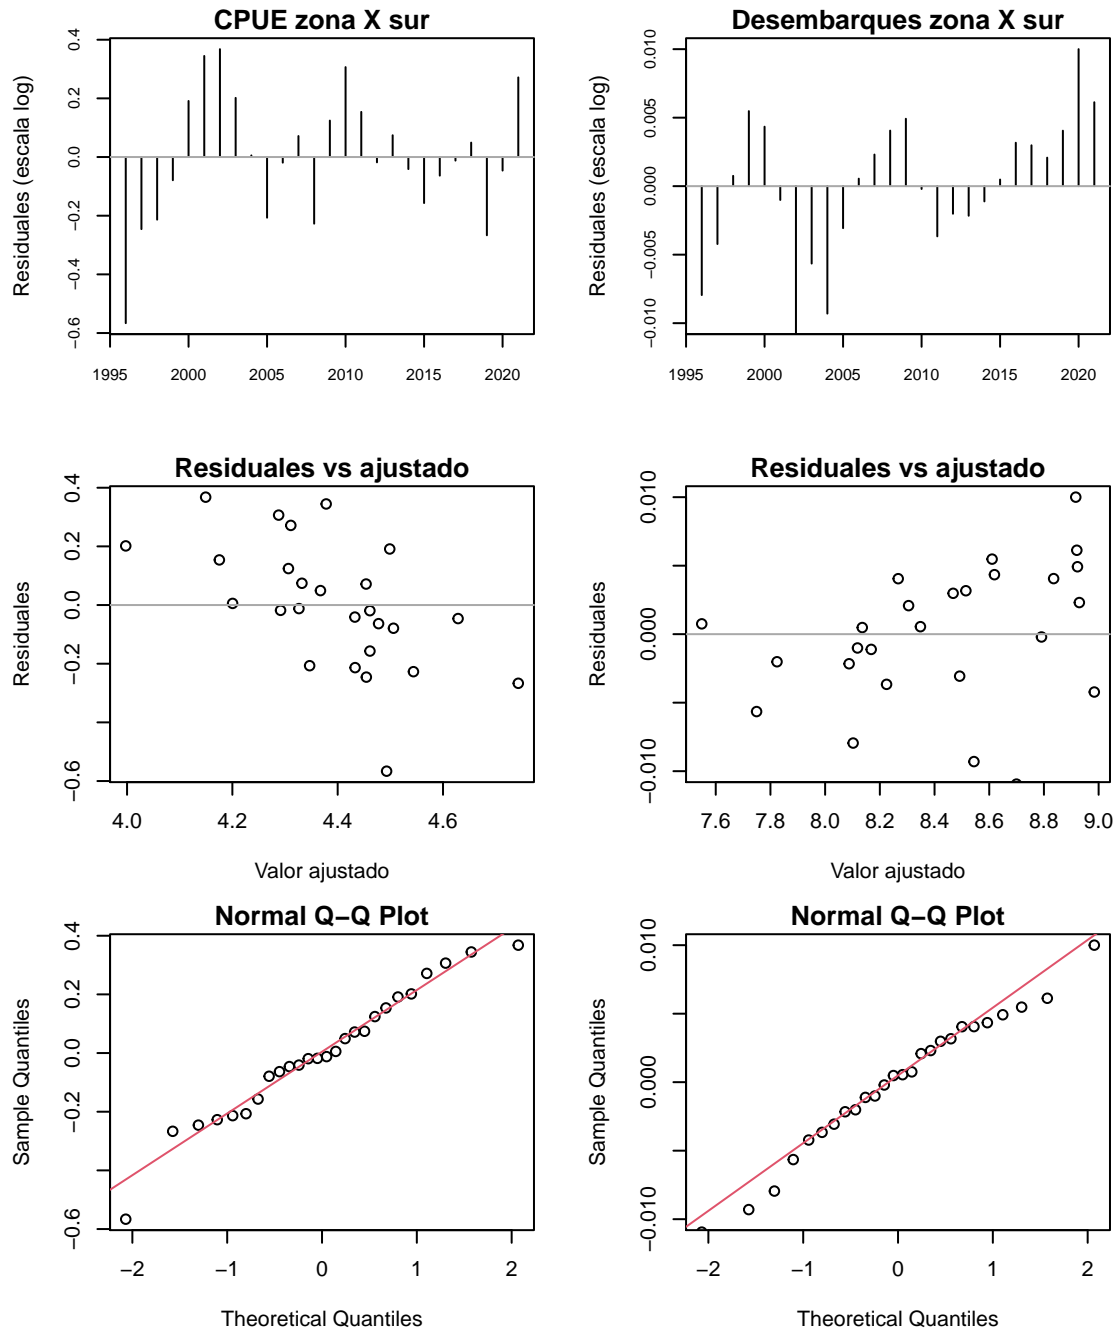 CPUE zona X sur
Residuales (escala log)
0.4
0.2
0.0
−0.2
−0.4
−0.6
1995 2000 2005 2010 2015 2020
Desembarques zona X sur
Residuales (escala log)
0.010
0.005
0.000
−0.005
−0.010
1995 2000 2005 2010 2015 2020
Residuales vs ajustado
Residuales
0.4
0.2
0.0
−0.2
−0.6
4.0 4.2 4.4 4.6
Valor ajustado
Residuales vs ajustado
Residuales
0.010
0.000
−0.010
7.6 7.8 8.0 8.2 8.4 8.6 8.8 9.0
Valor ajustado
Normal Q−Q Plot
Sample Quantiles
0.4
0.2
0.0
−0.2
−0.6
−2 −1 0 1 2
Theoretical Quantiles
Normal Q−Q Plot
Sample Quantiles
0.010
0.000
−0.010
−2 −1 0 1 2
Theoretical Quantiles